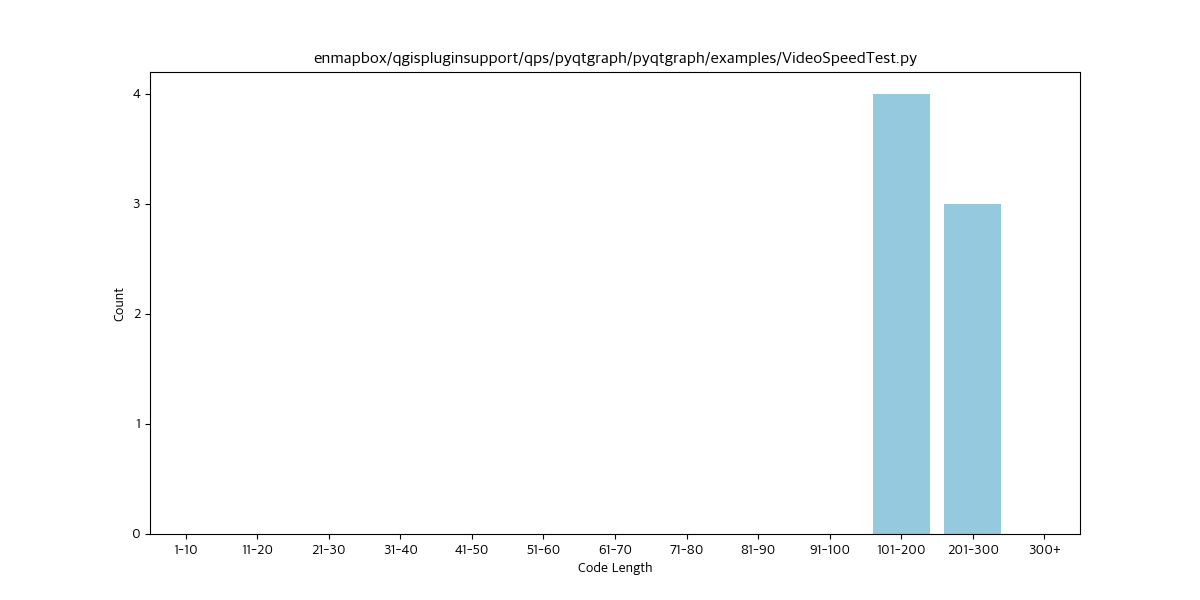 enmapbox/qgispluginsupport/qps/pyqtgraph/pyqtgraph/examples/VideoSpeedTest.py
4
3
2
1
0
Count
1-10 11-20 21-30 31-40 41-50 51-60 61-70 71-80 81-90 91-100 101-200 201-300 300+
Code Length